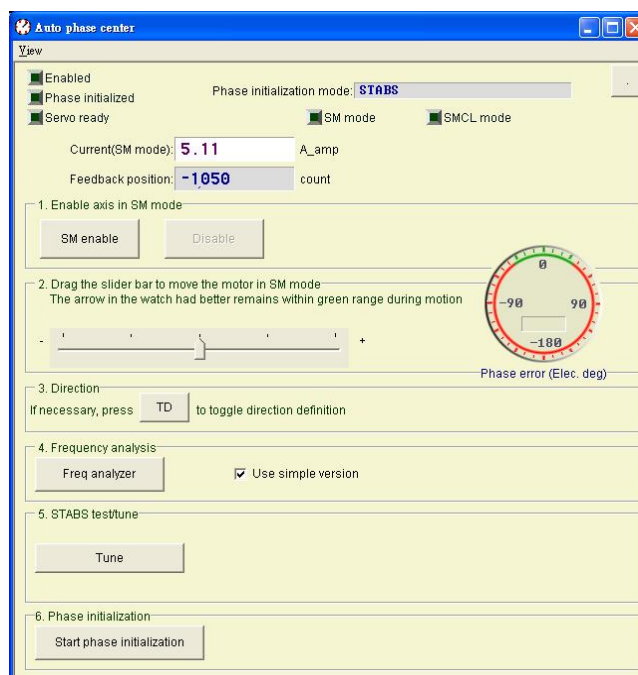 Auto phase center
View
Enabled
Phase initialized
Phase initialization mode: STABS
Servo ready
SM mode
SMCL mode
Current(SM mode): 5.11 A_amp
Feedback position: -1050 count
1. Enable axis in SM mode
SM enable
Disable
2. Drag the slider bar to move the motor in SM mode
The arrow in the watch had better remains within green range during motion
- +
0
-90 90
-180
Phase error (Elec. deg)
3. Direction
If necessary, press TD to toggle direction definition
4. Frequency analysis
Freq analyzer
Use simple version
5. STABS test/tune
Tune
6. Phase initialization
Start phase initialization